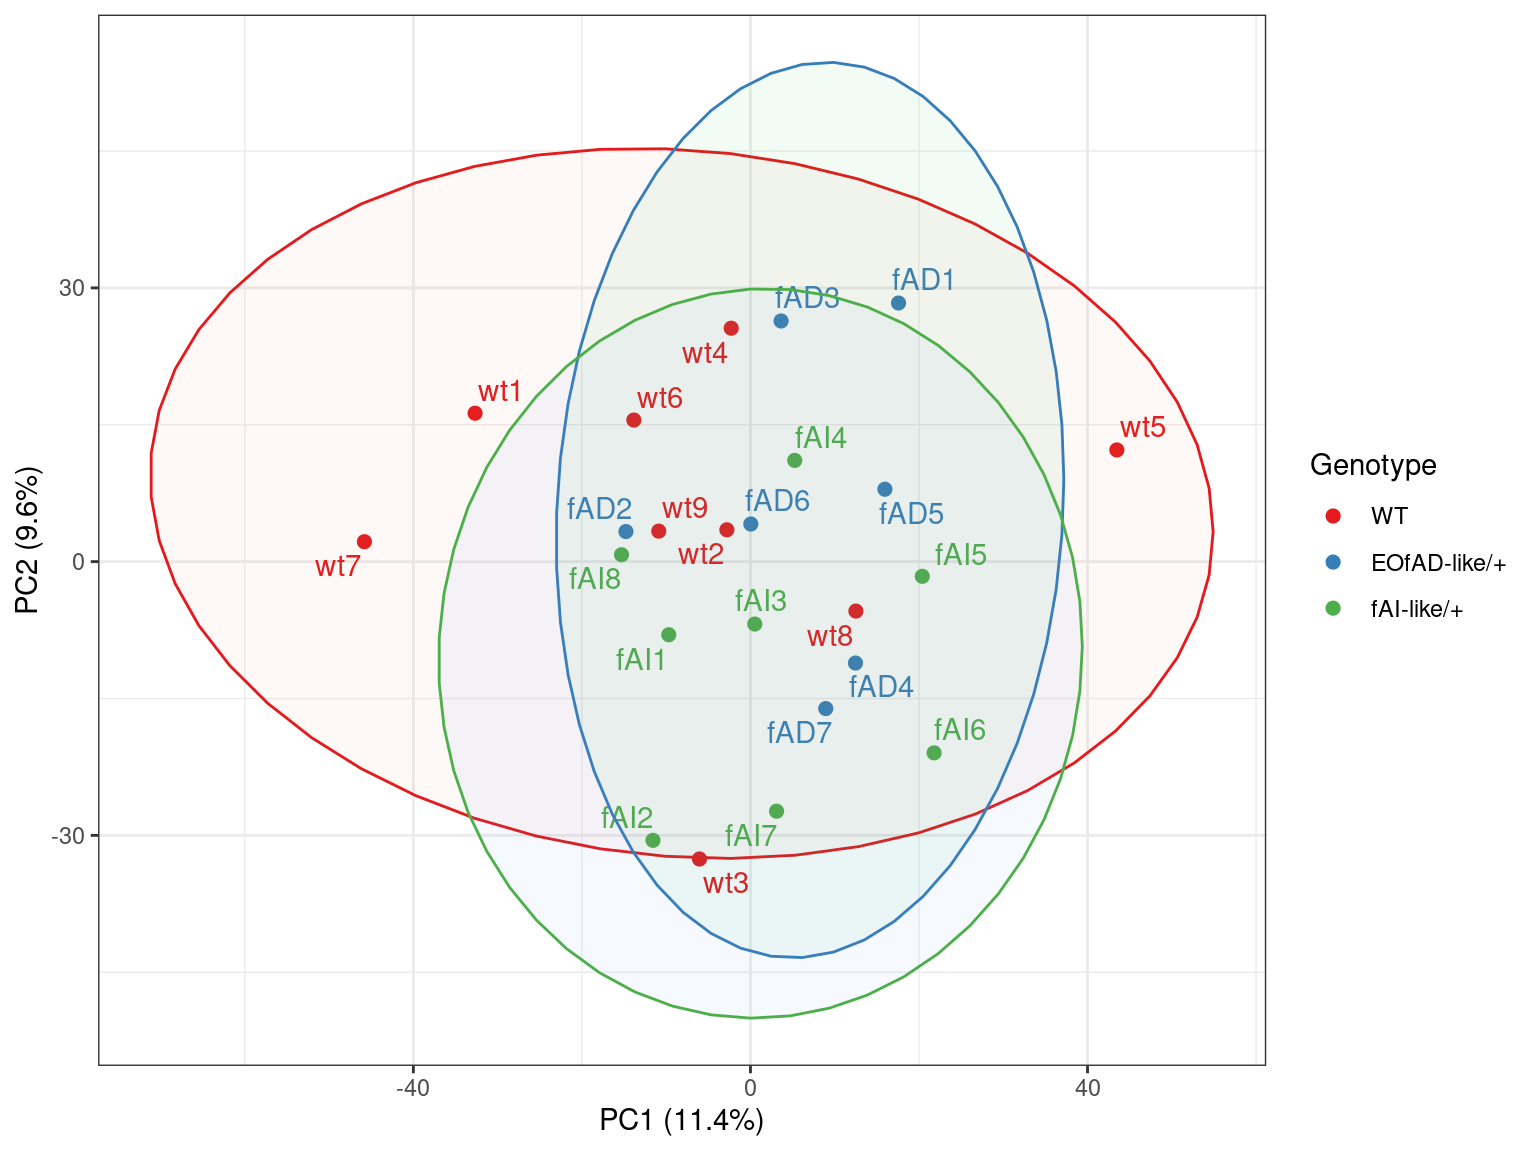 fAD1
fAD3
wt4
wt1
wt6
wt5
fAI4
fAD6
fAD2
wt9
fAD5
wt2
fAI5
wt7
fAI8
fAI3
wt8
fAI1
fAD4
fAD7
fAI6
fAI2
fAI7
wt3
30
0
-30
-40
0
40
PC1 (11.4%)
PC2 (9.6%)
Genotype
WT
EOfAD-like/+
fAI-like/+